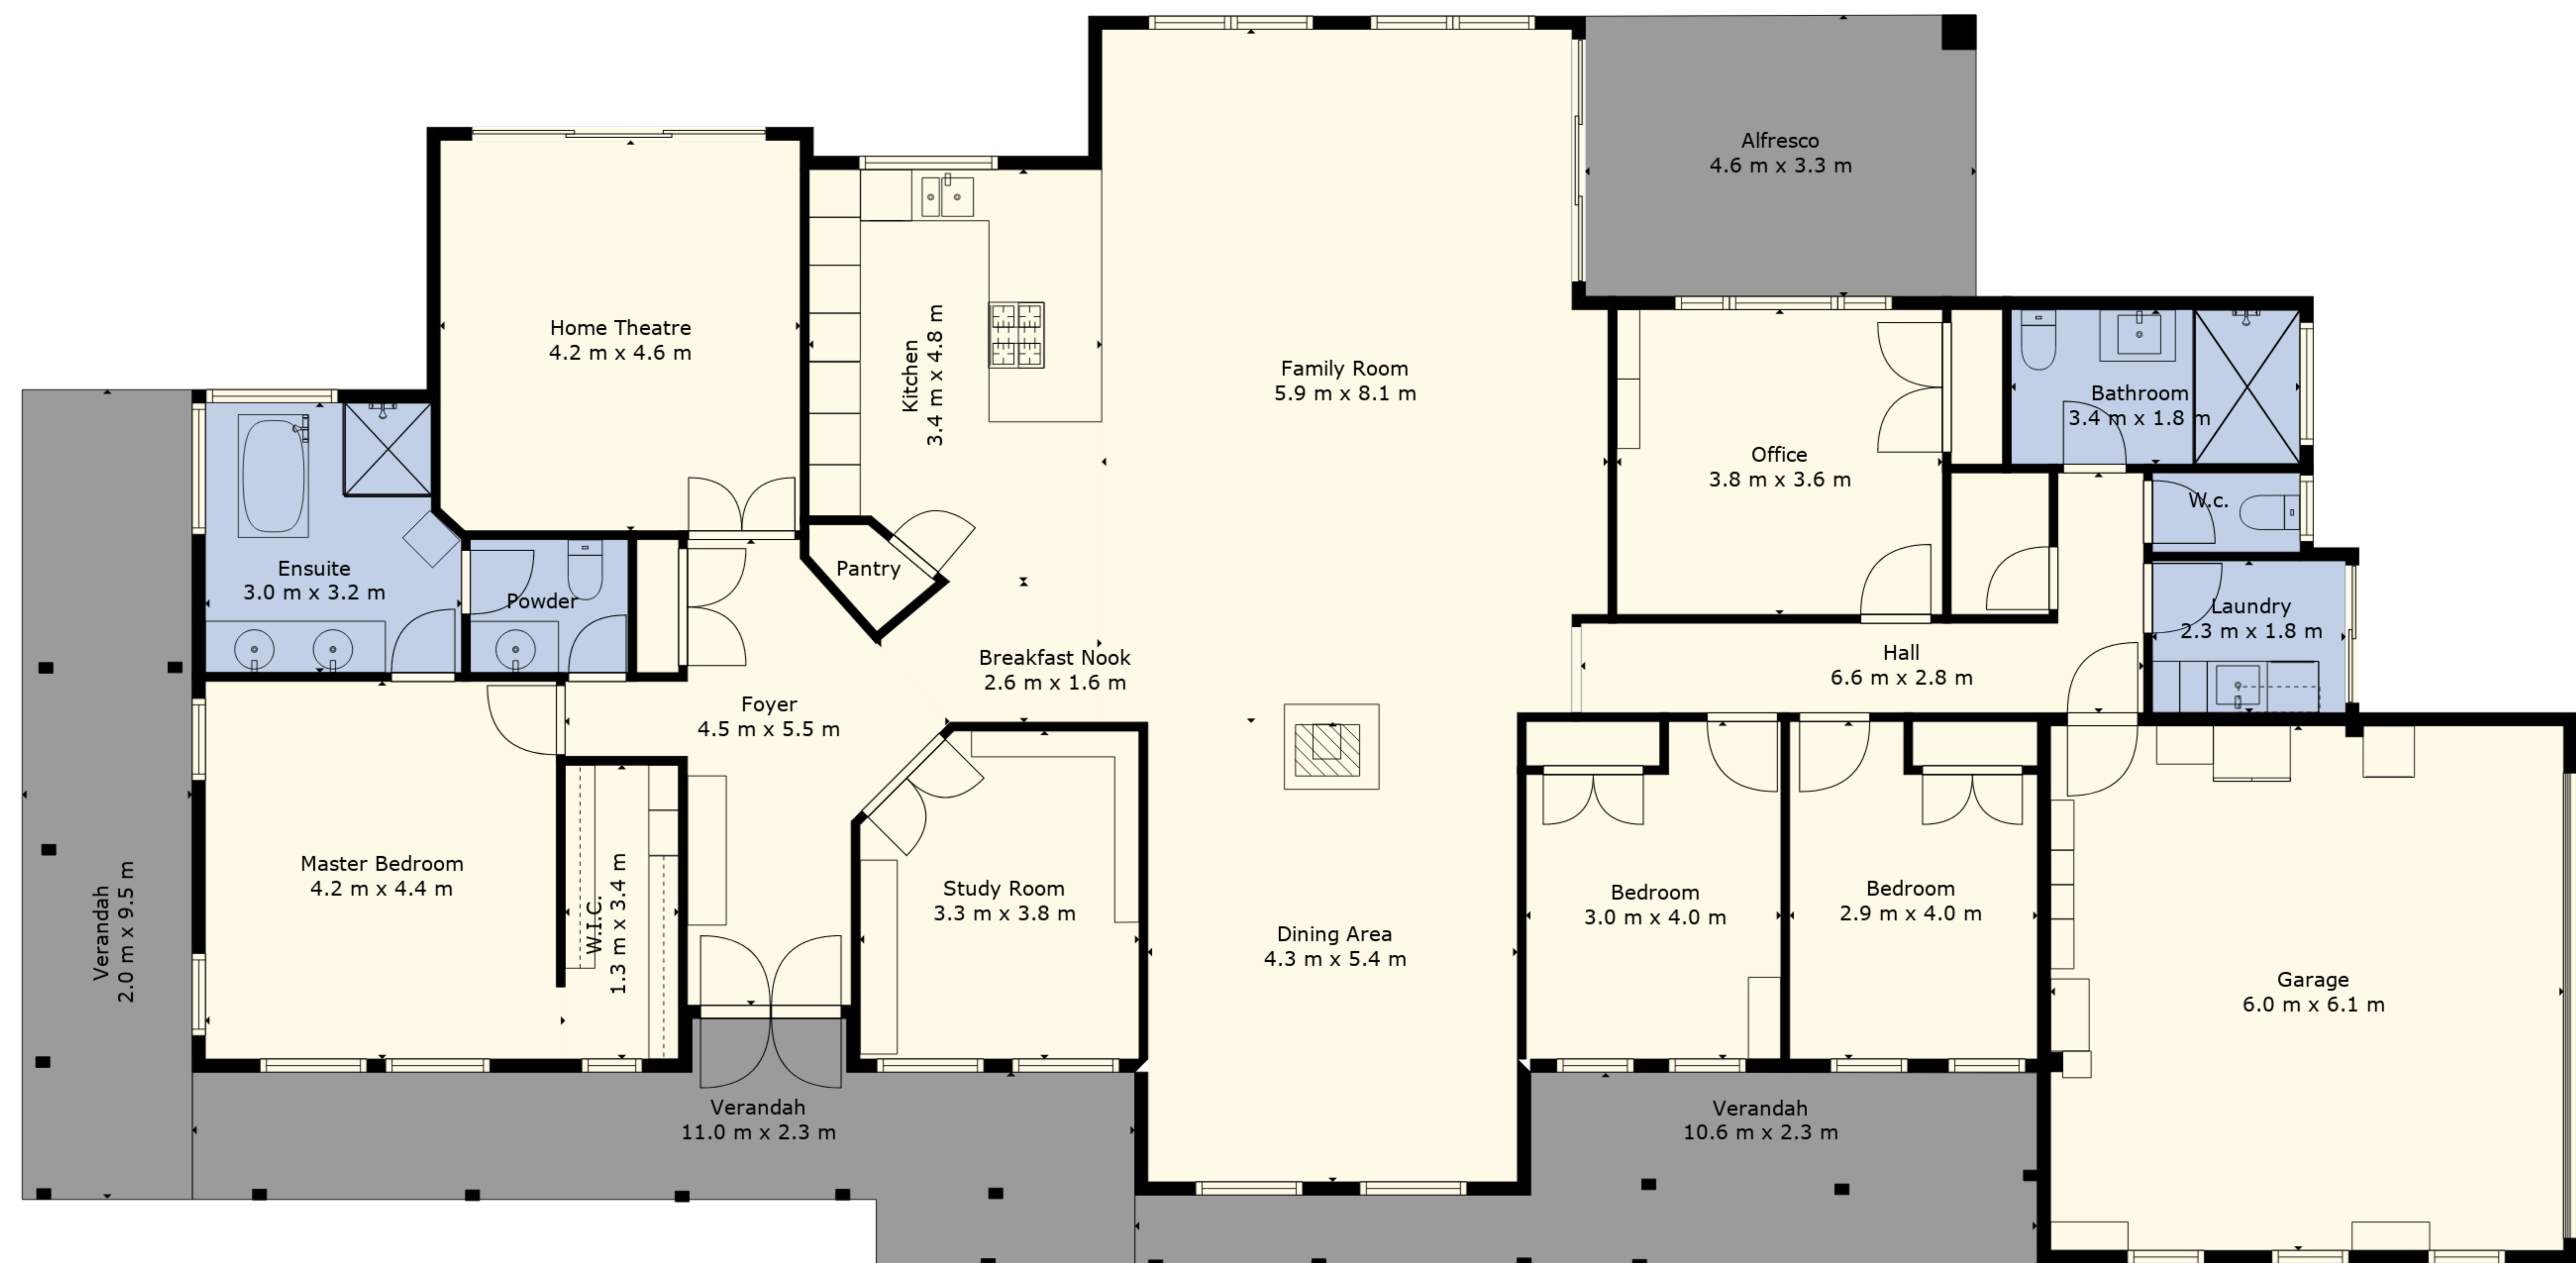 Alfresco
4.6 m x 3.3 m
Home Theatre
4.2 m x 4.6 m
Kitchen
3.4 m x 4.8 m
Family Room
5.9 m x 8.1 m
Office
3.8 m x 3.6 m
Bathroom
3.4 m x 1.8 m
W.c.
Ensuite
3.0 m x 3.2 m
Powder
Pantry
Laundry
2.3 m x 1.8 m
Breakfast Nook
2.6 m x 1.6 m
Hall
6.6 m x 2.8 m
Foyer
4.5 m x 5.5 m
Master Bedroom
4.2 m x 4.4 m
W.I.C.
1.3 m x 3.4 m
Study Room
3.3 m x 3.8 m
Dining Area
4.3 m x 5.4 m
Bedroom
3.0 m x 4.0 m
Bedroom
2.9 m x 4.0 m
Garage
6.0 m x 6.1 m
Verandah
2.0 m x 9.5 m
Verandah
11.0 m x 2.3 m
Verandah
10.6 m x 2.3 m